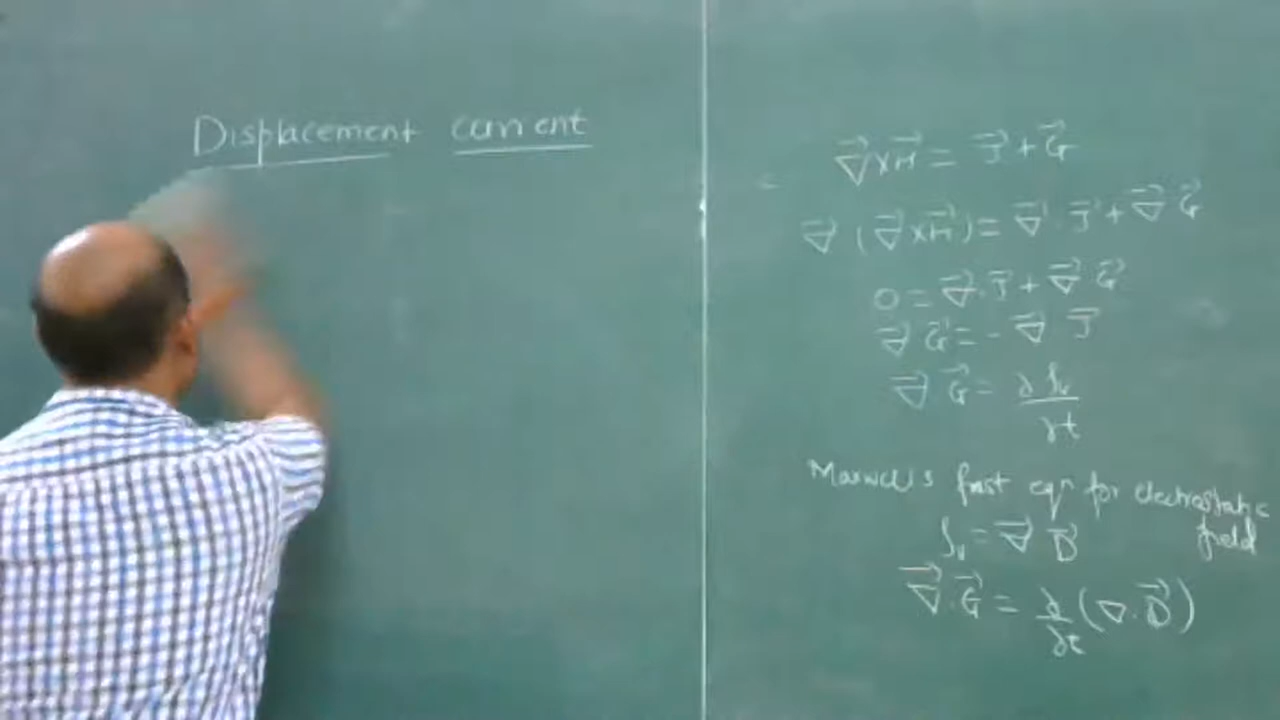 Displacement current
∇⃗×H⃗ = J⃗ + G⃗
∇⃗ (∇⃗×H⃗) = ∇⃗ . J⃗ + ∇⃗ . G⃗
0 = ∇⃗ . J⃗ + ∇⃗ G⃗
∇⃗ G⃗ = - ∇⃗ J⃗
∇⃗ G⃗ = ∂ρᵥ/∂t
Maxwell's first eqn for electrostatic field
ρᵥ = ∇⃗ D⃗
∇⃗ . G⃗ = ∂/∂t (∇ . D⃗)